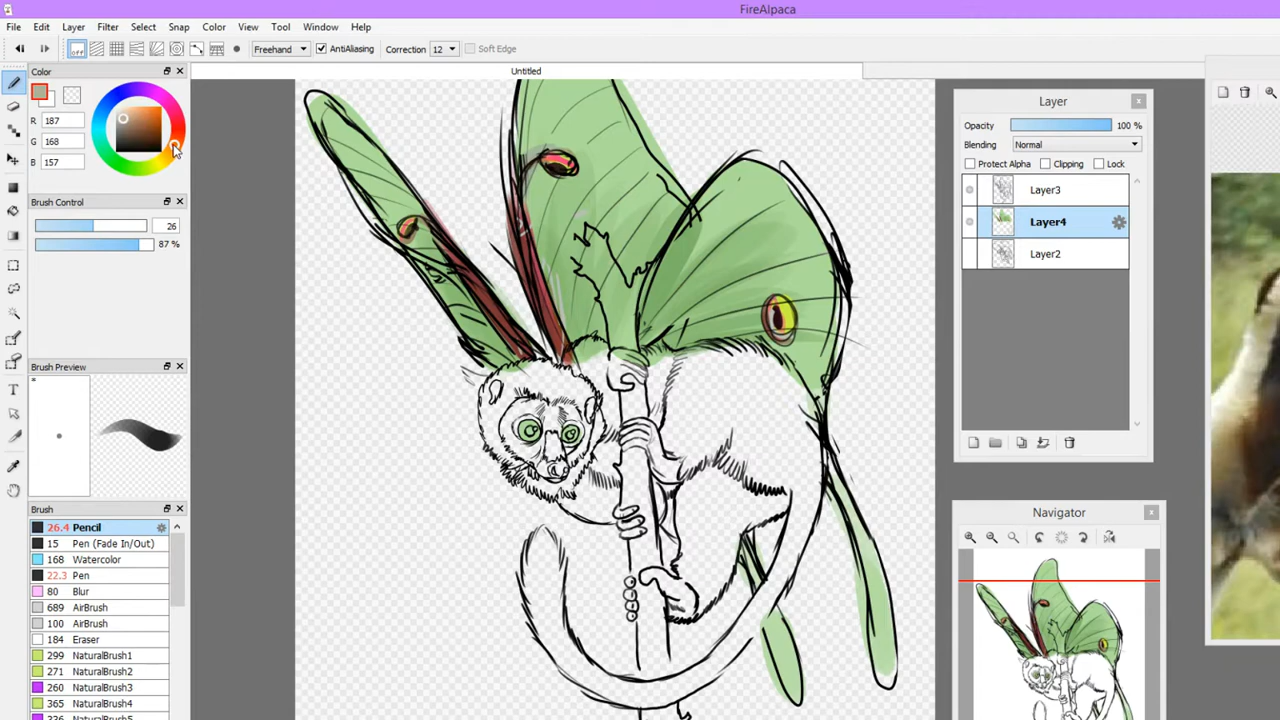 FireAlpaca
File Edit Layer Filter Select Snap Color View Tool Window Help
off Freehand AntiAliasing Correction 12 Soft Edge
Color
Untitled
R 187
G 168
B 157
Brush Control
26
87 %
Brush Preview
Brush
26.4 Pencil
15 Pen (Fade In/Out)
168 Watercolor
22.3 Pen
80 Blur
689 AirBrush
100 AirBrush
184 Eraser
299 NaturalBrush1
271 NaturalBrush2
260 NaturalBrush3
365 NaturalBrush4
336 NaturalBrush5
Layer
Opacity 100 %
Blending Normal
Protect Alpha Clipping Lock
Layer3
Layer4
Layer2
Navigator